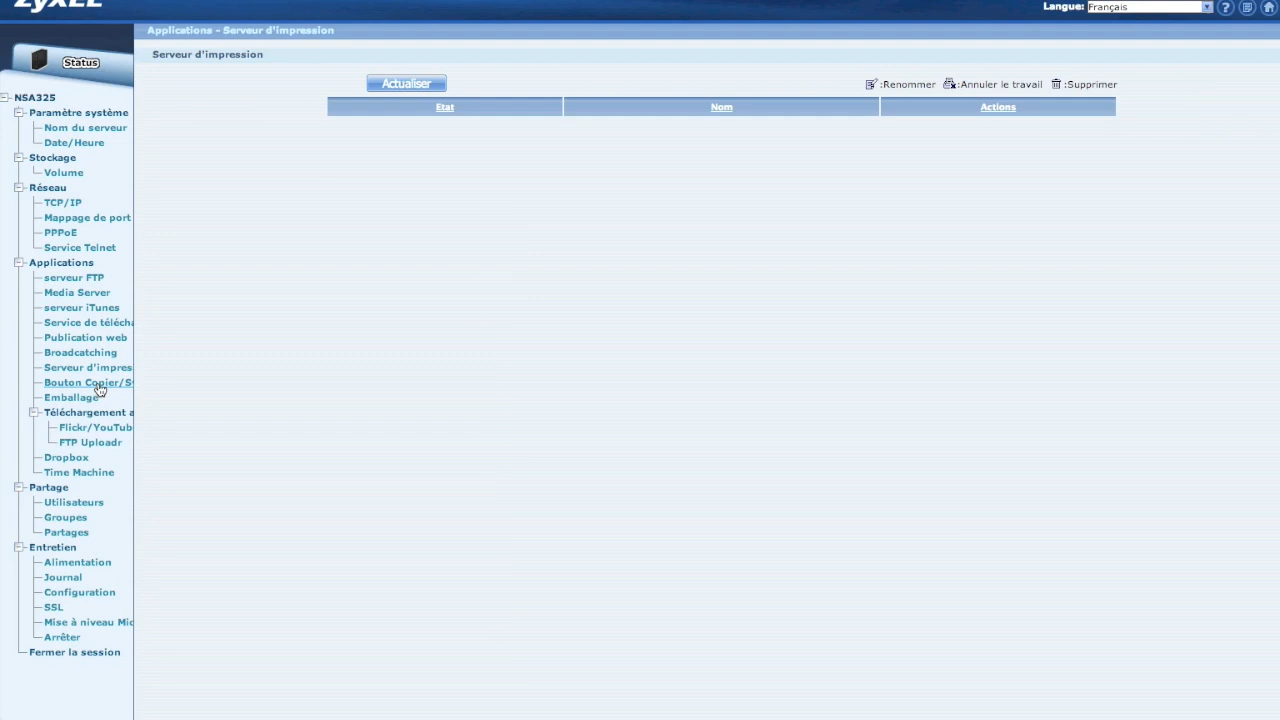 ZyXEL
Langue: Français
Applications - Serveur d'impression
Serveur d'impression
Status
Actualiser
:Renommer :Annuler le travail :Supprimer
Etat Nom Actions
NSA325
Paramètre système
Nom du serveur
Date/Heure
Stockage
Volume
Réseau
TCP/IP
Mappage de port
PPPoE
Service Telnet
Applications
serveur FTP
Media Server
serveur iTunes
Service de télécha
Publication web
Broadcatching
Serveur d'impres
Bouton Copier/Sy
Emballage
Téléchargement a
Flickr/YouTub
FTP Uploadr
Dropbox
Time Machine
Partage
Utilisateurs
Groupes
Partages
Entretien
Alimentation
Journal
Configuration
SSL
Mise à niveau Mic
Arrêter
Fermer la session